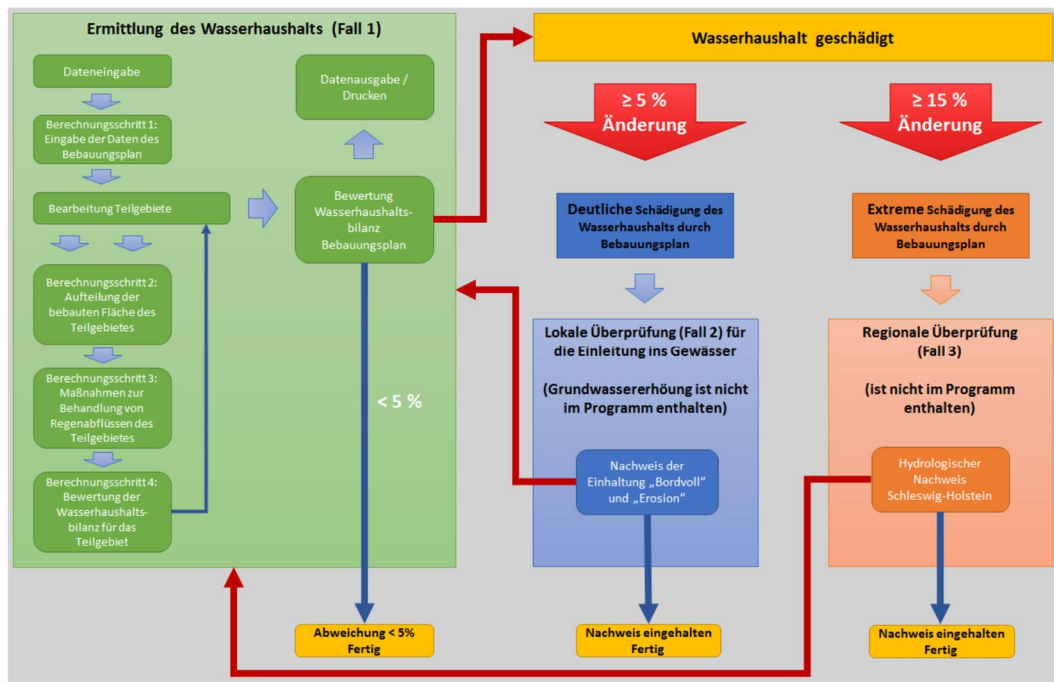 Ermittlung des Wasserhaushalts (Fall 1)
Dateneingabe
Berechnungsschritt 1:
Eingabe der Daten des
Bebauungsplan
Bearbeitung Teilgebiete
Berechnungsschritt 2:
Aufteilung der
bebauten Fläche des
Teilgebietes
Berechnungsschritt 3:
Maßnahmen zur
Behandlung von
Regenabflüssen des
Teilgebietes
Berechnungsschritt 4:
Bewertung der
Wasserhaushalts-
bilanz für das
Teilgebiet
Datenausgabe /
Drucken
Bewertung
Wasserhaushalts-
bilanz
Bebauungsplan
< 5 %
Abweichung < 5%
Fertig
Wasserhaushalt geschädigt
≥ 5 %
Änderung
Deutliche Schädigung des
Wasserhaushalts durch
Bebauungsplan
Lokale Überprüfung (Fall 2) für
die Einleitung ins Gewässer
(Grundwassererhöung ist nicht
im Programm enthalten)
Nachweis der
Einhaltung „Bordvoll“
und „Erosion“
Nachweis eingehalten
Fertig
≥ 15 %
Änderung
Extreme Schädigung des
Wasserhaushalts durch
Bebauungsplan
Regionale Überprüfung
(Fall 3)
(ist nicht im Programm
enthalten)
Hydrologischer
Nachweis
Schleswig-Holstein
Nachweis eingehalten
Fertig